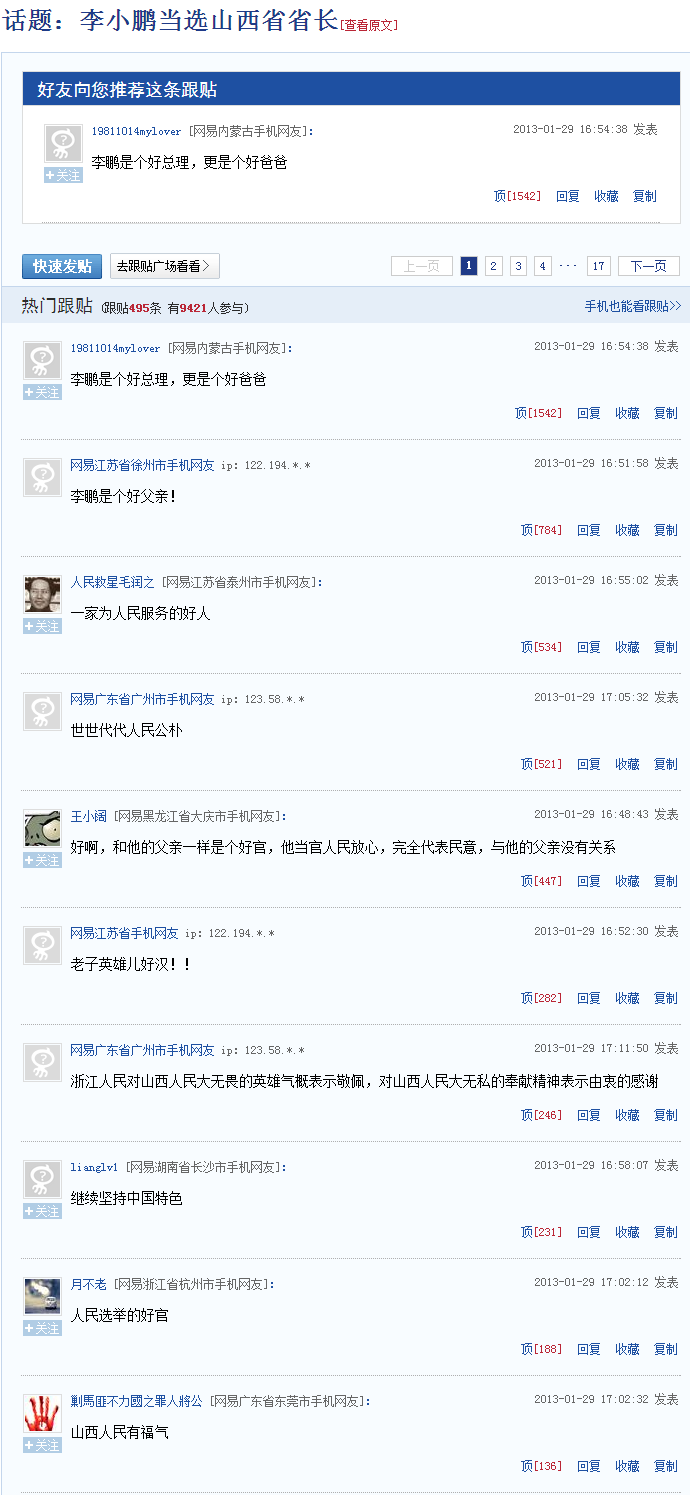 话题：李小鹏当选山西省省长[查看原文]
好友向您推荐这条跟贴
19811014mylover [网易内蒙古手机网友]： 2013-01-29 16:54:38 发表
李鹏是个好总理，更是个好爸爸
+关注
顶[1542] 回复 收藏 复制
快速发贴 去跟贴广场看看> 上一页 1 2 3 4 ... 17 下一页
热门跟贴 (跟贴495条 有9421人参与) 手机也能看跟贴>>
19811014mylover [网易内蒙古手机网友]： 2013-01-29 16:54:38 发表
李鹏是个好总理，更是个好爸爸
+关注
顶[1542] 回复 收藏 复制
网易江苏省徐州市手机网友 ip: 122.194.*.* 2013-01-29 16:51:58 发表
李鹏是个好父亲！
顶[784] 回复 收藏 复制
人民救星毛润之 [网易江苏省泰州市手机网友]： 2013-01-29 16:55:02 发表
一家为人民服务的好人
+关注
顶[534] 回复 收藏 复制
网易广东省广州市手机网友 ip: 123.58.*.* 2013-01-29 17:05:32 发表
世世代代人民公朴
顶[521] 回复 收藏 复制
王小阔 [网易黑龙江省大庆市手机网友]： 2013-01-29 16:48:43 发表
好啊，和他的父亲一样是个好官，他当官人民放心，完全代表民意，与他的父亲没有关系
+关注
顶[447] 回复 收藏 复制
网易江苏省手机网友 ip: 122.194.*.* 2013-01-29 16:52:30 发表
老子英雄儿好汉！！
顶[282] 回复 收藏 复制
网易广东省广州市手机网友 ip: 123.58.*.* 2013-01-29 17:11:50 发表
浙江人民对山西人民大无畏的英雄气概表示敬佩，对山西人民大无私的奉献精神表示由衷的感谢
顶[246] 回复 收藏 复制
lianglv1 [网易湖南省长沙市手机网友]： 2013-01-29 16:58:07 发表
继续坚持中国特色
+关注
顶[231] 回复 收藏 复制
月不老 [网易浙江省杭州市手机网友]： 2013-01-29 17:02:12 发表
人民选举的好官
+关注
顶[188] 回复 收藏 复制
剿馬匪不力國之罪人將公 [网易广东省东莞市手机网友]： 2013-01-29 17:02:32 发表
山西人民有福气
+关注
顶[136] 回复 收藏 复制